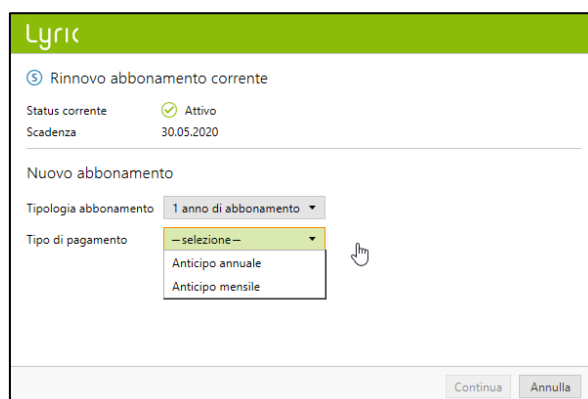 Lyric
S Rinnovo abbonamento corrente
Status corrente Attivo
Scadenza 30.05.2020
Nuovo abbonamento
Tipologia abbonamento 1 anno di abbonamento
Tipo di pagamento —selezione—
Anticipo annuale
Anticipo mensile
Continua Annulla